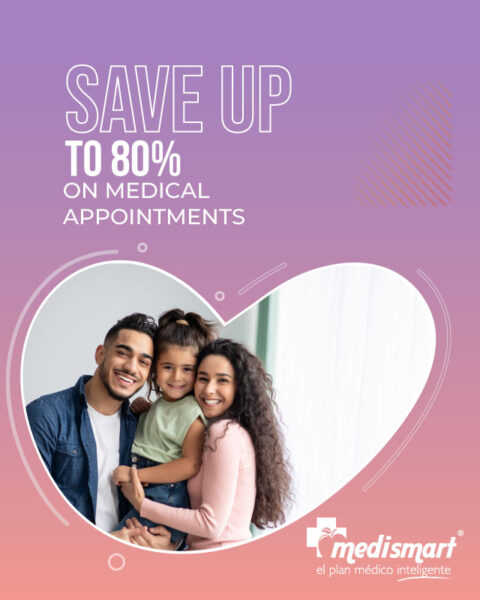 SAVE UP
TO 80%
ON MEDICAL
APPOINTMENTS
medismart®
el plan médico inteligente